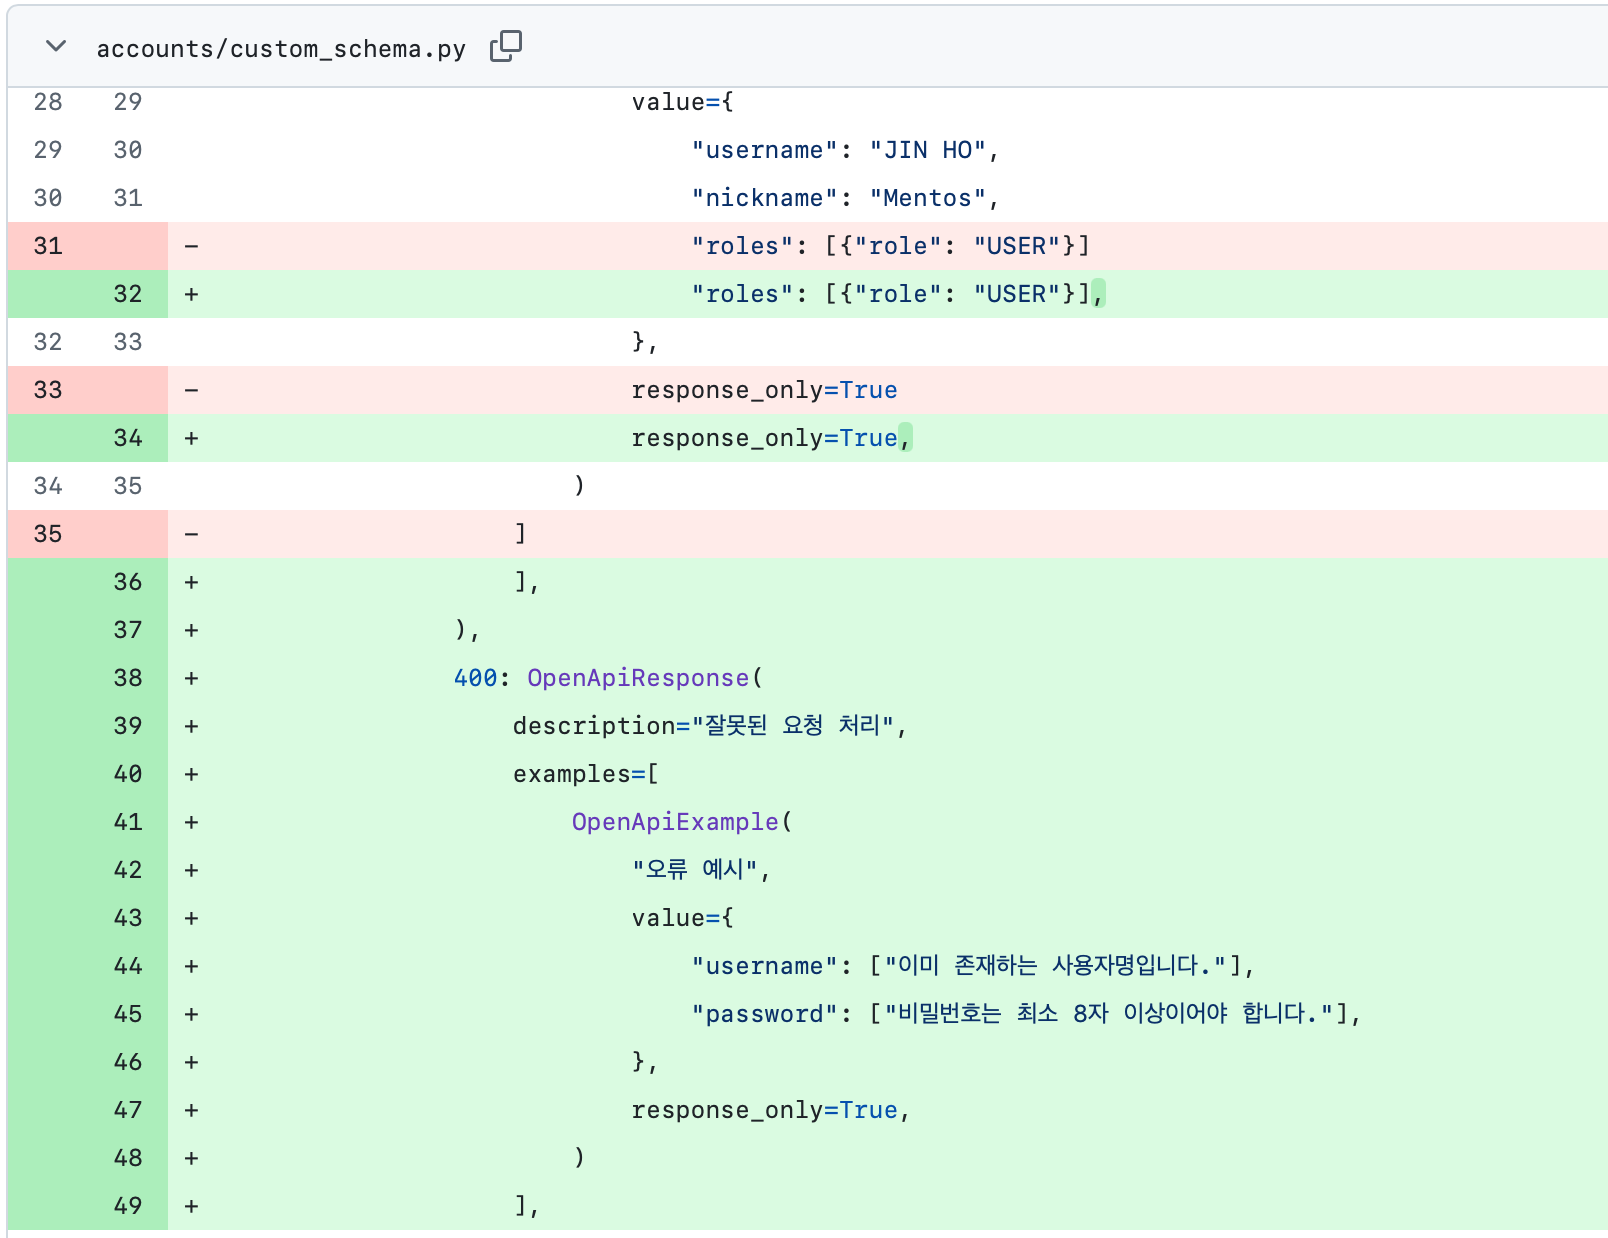 accounts/custom_schema.py
28 29 value={
29 30 "username": "JIN HO",
30 31 "nickname": "Mentos",
31 - "roles": [{"role": "USER"}]
32 + "roles": [{"role": "USER"}],
32 33 },
33 - response_only=True
34 + response_only=True,
34 35 )
35 - ]
36 + ],
37 + ),
38 + 400: OpenApiResponse(
39 + description="잘못된 요청 처리",
40 + examples=[
41 + OpenApiExample(
42 + "오류 예시",
43 + value={
44 + "username": ["이미 존재하는 사용자명입니다."],
45 + "password": ["비밀번호는 최소 8자 이상이어야 합니다."],
46 + },
47 + response_only=True,
48 + )
49 + ],